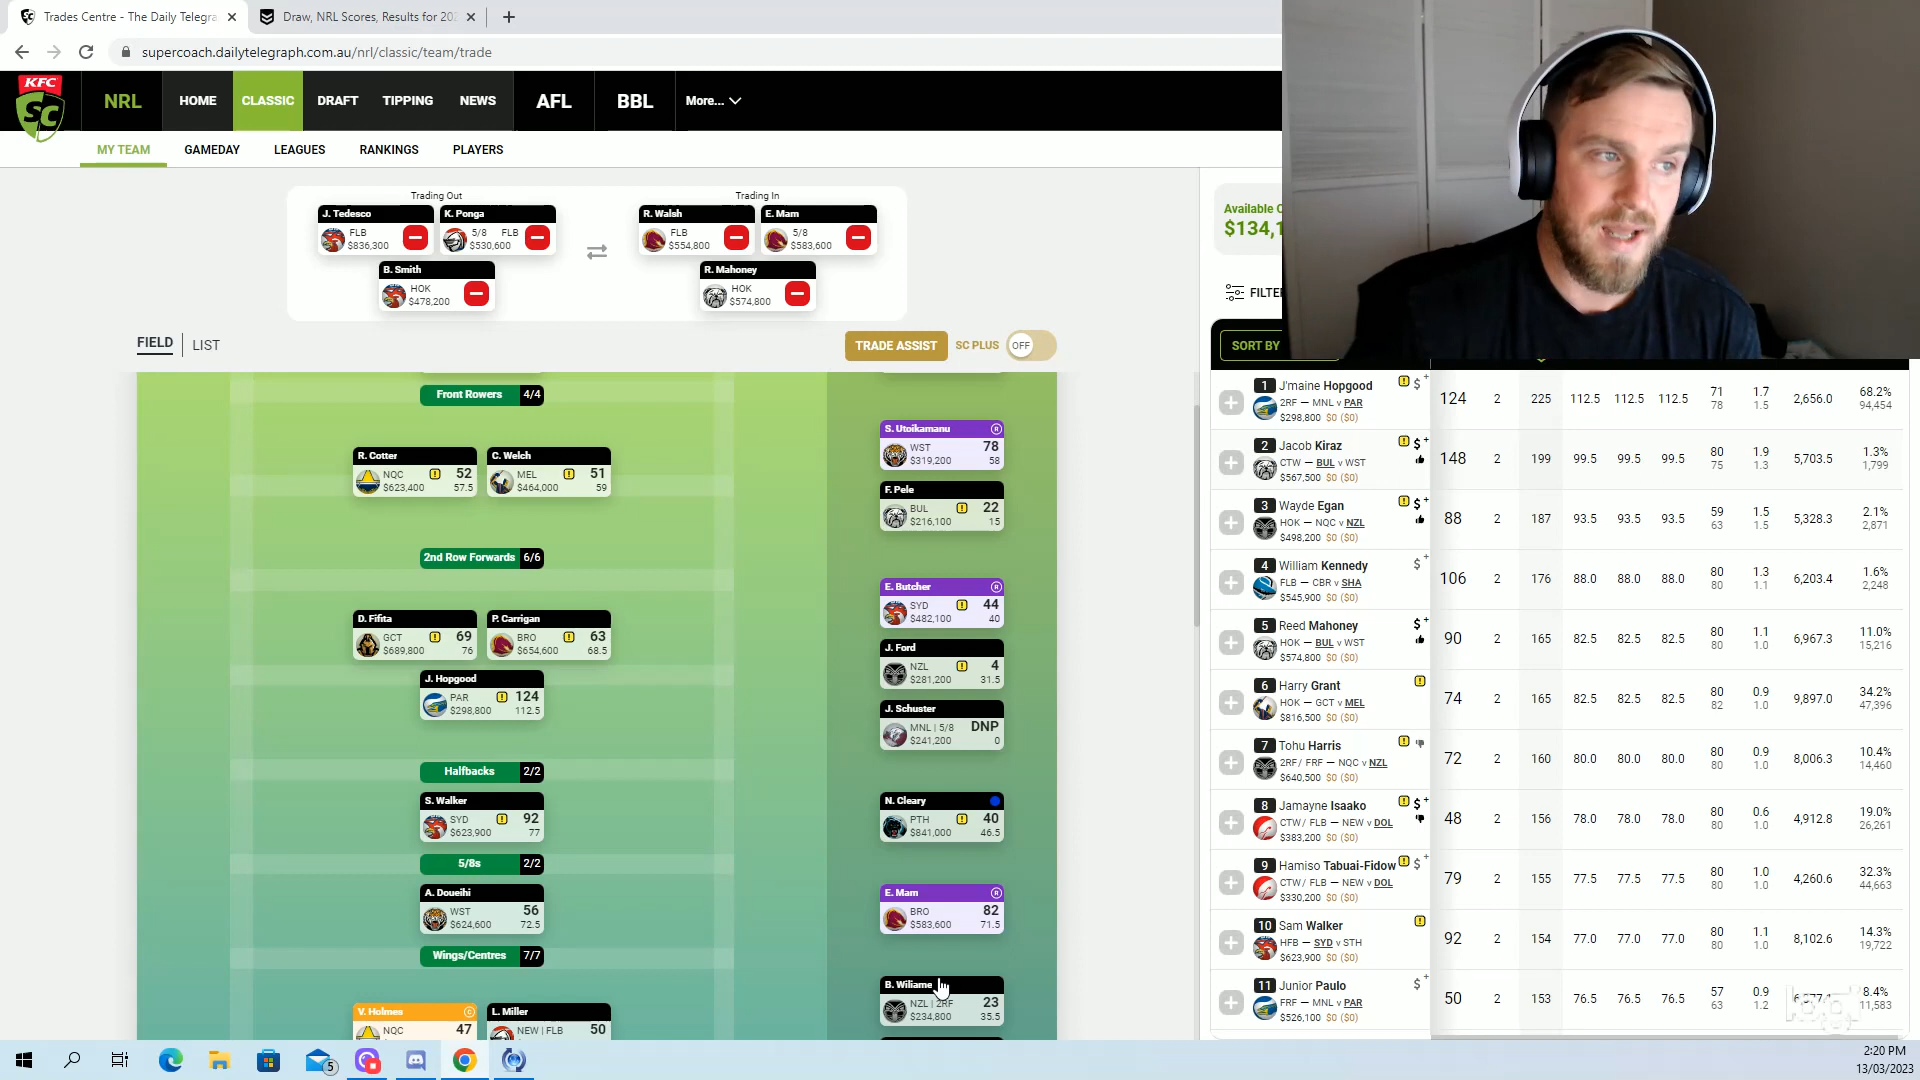 Trades Centre - The Daily Telegra
Draw, NRL Scores, Results for 20
supercoach.dailytelegraph.com.au/nrl/classic/team/trade
KFC
SC
NRL
HOME
CLASSIC
DRAFT
TIPPING
NEWS
AFL
BBL
More...
MY TEAM
GAMEDAY
LEAGUES
RANKINGS
PLAYERS
Trading Out
Trading In
J. Tedesco
FLB
$836,300
K. Ponga
5/8 FLB
$530,600
B. Smith
HOK
$478,200
R. Walsh
FLB
$554,800
E. Mam
5/8
$583,600
R. Mahoney
HOK
$574,800
FIELD
LIST
TRADE ASSIST
SC PLUS
OFF
Front Rowers 4/4
R. Cotter
NQC 52
$623,400 57.5
C. Welch
MEL 51
$464,000 59
2nd Row Forwards 6/6
D. Fifita
GCT 69
$689,800 76
P. Carrigan
BRO 63
$654,600 68.5
J. Hopgood
PAR 124
$298,800 112.5
Halfbacks 2/2
S. Walker
SYD 92
$623,900 77
5/8s 2/2
A. Doueihi
WST 56
$624,600 72.5
Wings/Centres 7/7
V. Holmes
NQC 47
L. Miller
NEW | FLB 50
S. Utoikamanu
WST 78
$319,200 58
F. Pele
BUL 22
$216,100 15
E. Butcher
SYD 44
$482,100 40
J. Ford
NZL 4
$281,200 31.5
J. Schuster
MNL | 5/8 DNP
$241,200 0
N. Cleary
PTH 40
$841,000 46.5
E. Mam
BRO 82
$583,600 71.5
B. Wiliame
NZL | 2RF 23
$234,800 35.5
Available
$134,1
FILTE
SORT BY
1 J'maine Hopgood
2RF — MNL v PAR
$298,800 $0 ($0)
124 2 225 112.5 112.5 112.5 71 78 1.7 1.5 2,656.0 68.2% 94,454
2 Jacob Kiraz
CTW — BUL v WST
$567,500 $0 ($0)
148 2 199 99.5 99.5 99.5 80 75 1.9 1.3 5,703.5 1.3% 1,799
3 Wayde Egan
HOK — NQC v NZL
$498,200 $0 ($0)
88 2 187 93.5 93.5 93.5 59 63 1.5 1.5 5,328.3 2.1% 2,871
4 William Kennedy
FLB — CBR v SHA
$545,900 $0 ($0)
106 2 176 88.0 88.0 88.0 80 80 1.3 1.1 6,203.4 1.6% 2,248
5 Reed Mahoney
HOK — BUL v WST
$574,800 $0 ($0)
90 2 165 82.5 82.5 82.5 80 80 1.1 1.0 6,967.3 11.0% 15,216
6 Harry Grant
HOK — GCT v MEL
$816,500 $0 ($0)
74 2 165 82.5 82.5 82.5 80 82 0.9 1.0 9,897.0 34.2% 47,396
7 Tohu Harris
2RF/ FRF — NQC v NZL
$640,500 $0 ($0)
72 2 160 80.0 80.0 80.0 80 80 0.9 1.0 8,006.3 10.4% 14,460
8 Jamayne Isaako
CTW/ FLB — NEW v DOL
$383,200 $0 ($0)
48 2 156 78.0 78.0 78.0 80 80 0.6 1.0 4,912.8 19.0% 26,261
9 Hamiso Tabuai-Fidow
CTW/ FLB — NEW v DOL
$330,200 $0 ($0)
79 2 155 77.5 77.5 77.5 80 80 1.0 1.0 4,260.6 32.3% 44,663
10 Sam Walker
HFB — SYD v STH
$623,900 $0 ($0)
92 2 154 77.0 77.0 77.0 80 80 1.1 1.0 8,102.6 14.3% 19,722
11 Junior Paulo
FRF — MNL v PAR
$526,100 $0 ($0)
50 2 153 76.5 76.5 76.5 57 63 0.9 1.2 8.4% 11,583
5
2:20 PM
13/03/2023